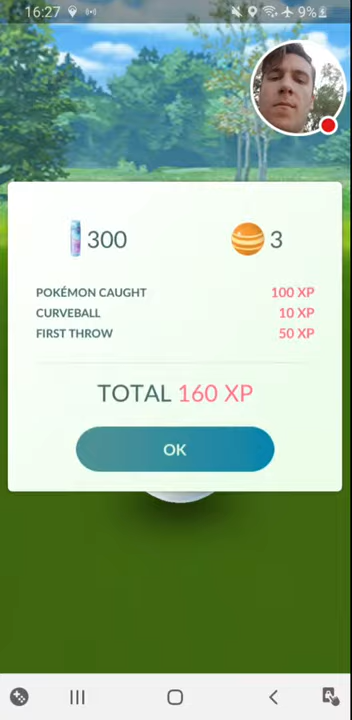 16:27 9%
300 3
POKÉMON CAUGHT 100 XP
CURVEBALL 10 XP
FIRST THROW 50 XP
TOTAL 160 XP
OK